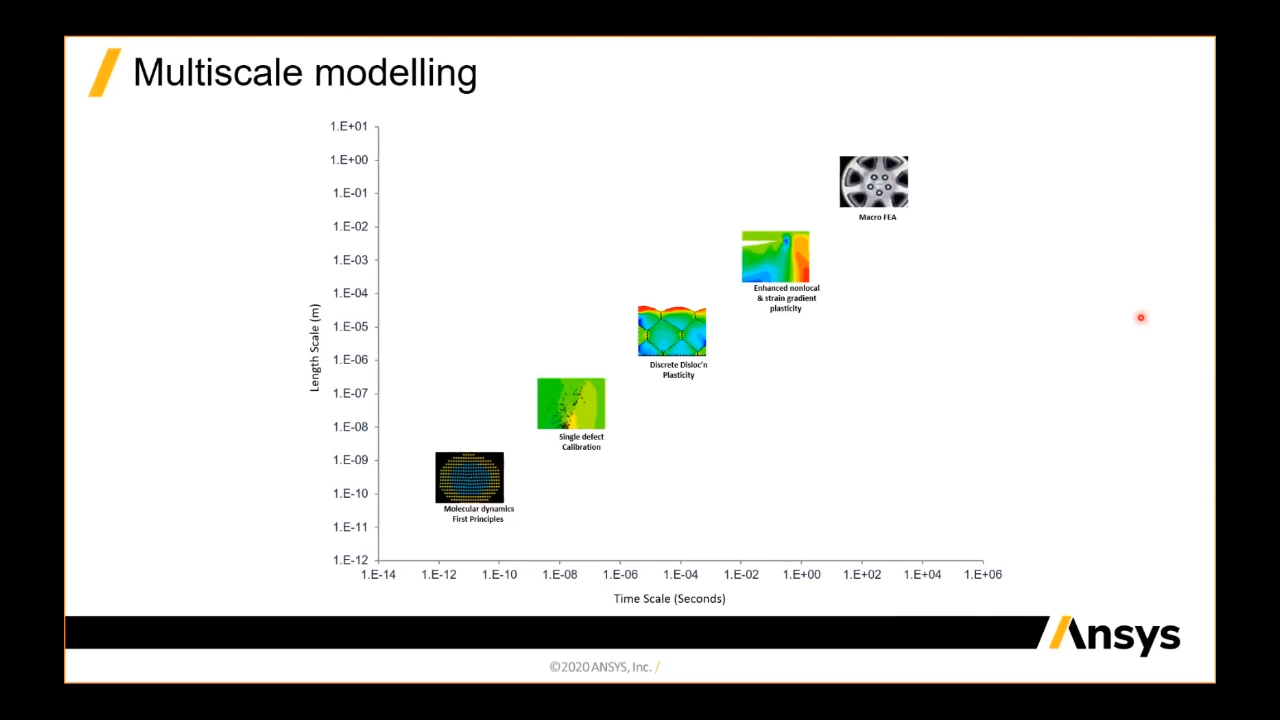 Multiscale modelling
1.E+01
1.E+00
1.E-01
1.E-02
1.E-03
1.E-04
1.E-05
1.E-06
1.E-07
1.E-08
1.E-09
1.E-10
1.E-11
1.E-12
Length Scale (m)
Macro FEA
Enhanced nonlocal
& strain gradient
plasticity
Discrete Disloc'n
Plasticity
Single defect
Calibration
Molecular dynamics
First Principles
1.E-14 1.E-12 1.E-10 1.E-08 1.E-06 1.E-04 1.E-02 1.E+00 1.E+02 1.E+04 1.E+06
Time Scale (Seconds)
Ansys
©2020 ANSYS, Inc. /